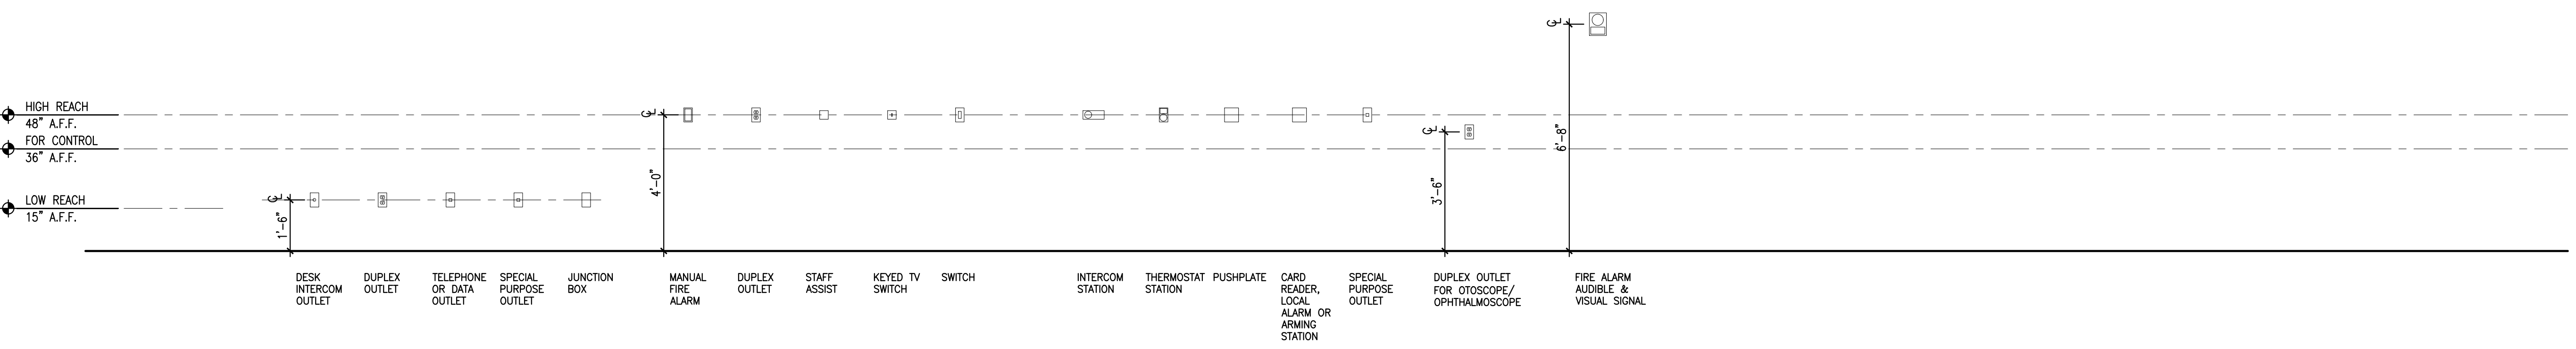 HIGH REACH
48" A.F.F.
FOR CONTROL
36" A.F.F.
LOW REACH
15" A.F.F.
℄
1'-6"
℄
4'-0"
℄
3'-6"
℄
6'-8"
DESK
INTERCOM
OUTLET
DUPLEX
OUTLET
TELEPHONE
OR DATA
OUTLET
SPECIAL
PURPOSE
OUTLET
JUNCTION
BOX
MANUAL
FIRE
ALARM
DUPLEX
OUTLET
STAFF
ASSIST
KEYED TV
SWITCH
SWITCH
INTERCOM
STATION
THERMOSTAT
STATION
PUSHPLATE
CARD
READER,
LOCAL
ALARM OR
ARMING
STATION
SPECIAL
PURPOSE
OUTLET
DUPLEX OUTLET
FOR OTOSCOPE/
OPHTHALMOSCOPE
FIRE ALARM
AUDIBLE &
VISUAL SIGNAL